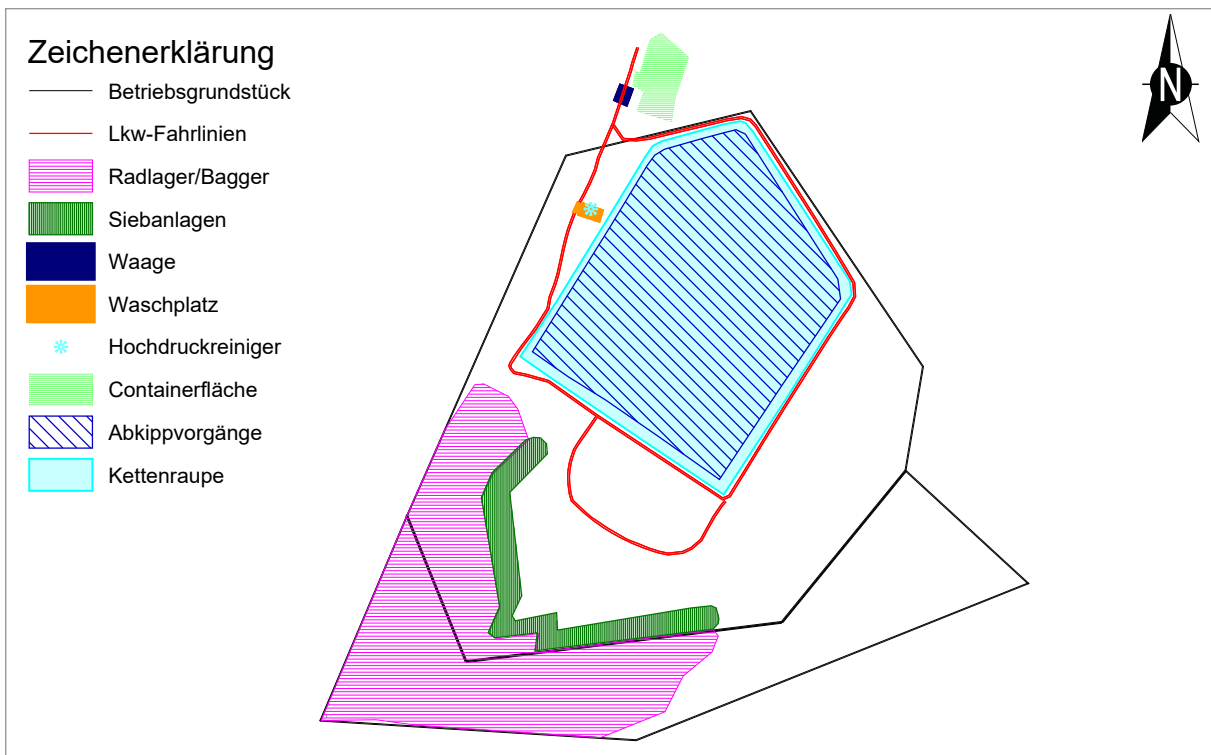 Zeichenerklärung
Betriebsgrundstück
Lkw-Fahrlinien
Radlager/Bagger
Siebanlagen
Waage
Waschplatz
Hochdruckreiniger
Containerfläche
Abkippvorgänge
Kettenraupe
N